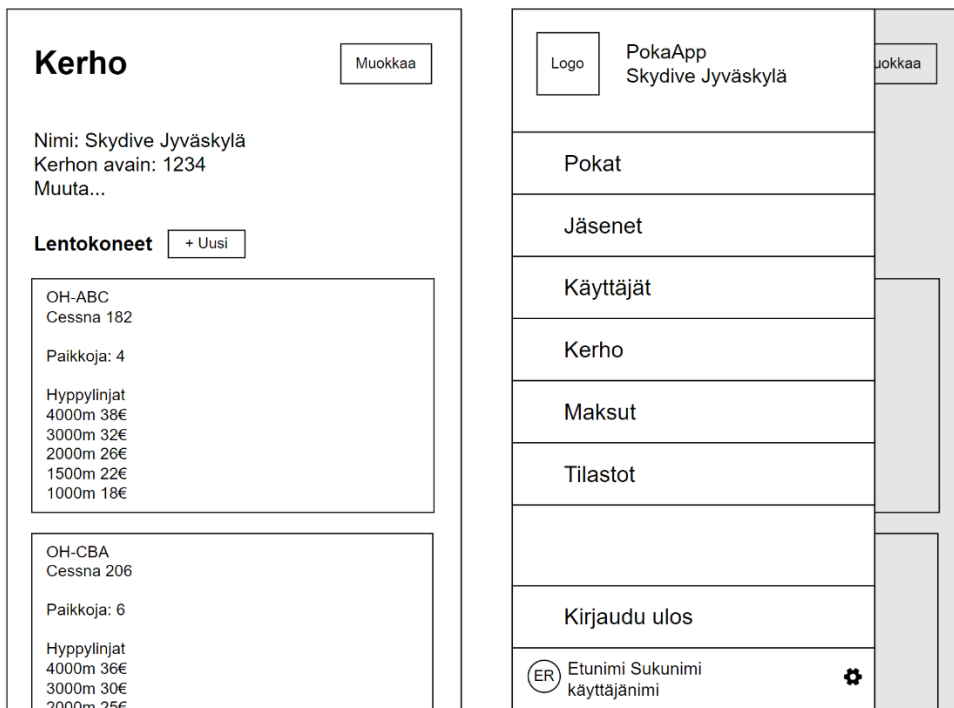 Kerho
Muokkaa
Nimi: Skydive Jyväskylä
Kerhon avain: 1234
Muuta...
Lentokoneet
+ Uusi
OH-ABC
Cessna 182
Paikkoja: 4
Hyppylinjat
4000m 38€
3000m 32€
2000m 26€
1500m 22€
1000m 18€
OH-CBA
Cessna 206
Paikkoja: 6
Hyppylinjat
4000m 36€
3000m 30€
2000m 25€
Logo
PokaApp
Skydive Jyväskylä
uokkaa
Pokat
Jäsenet
Käyttäjät
Kerho
Maksut
Tilastot
Kirjaudu ulos
ER
Etunimi Sukunimi
käyttäjänimi